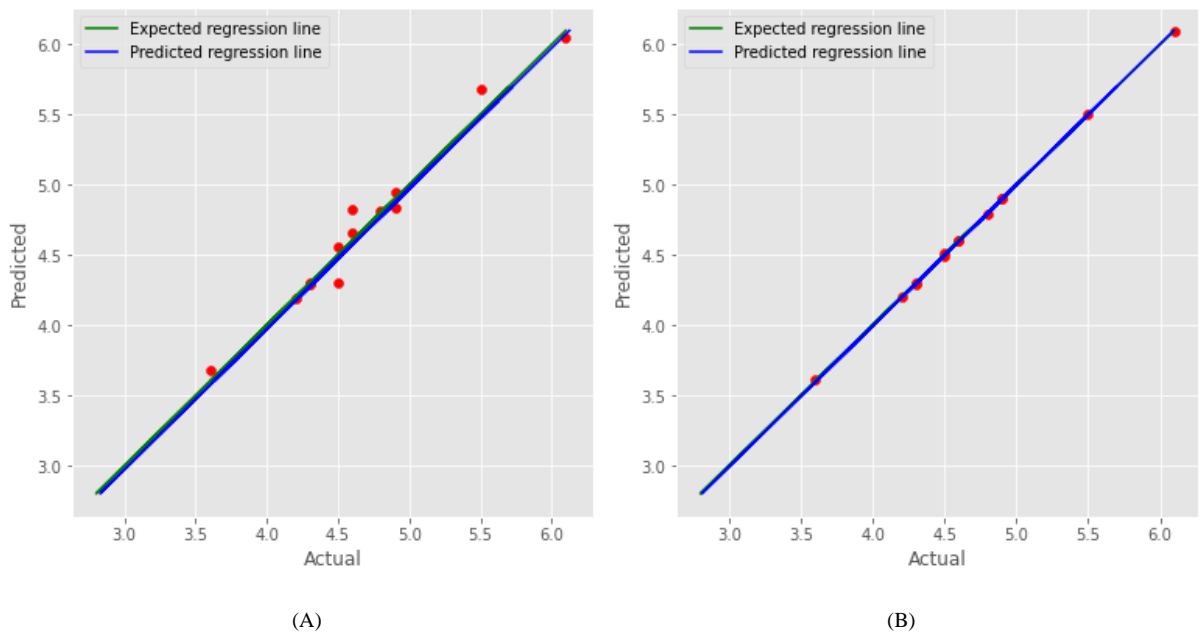 Expected regression line
Predicted regression line
6.0
5.5
5.0
4.5
4.0
3.5
3.0
Predicted
3.0 3.5 4.0 4.5 5.0 5.5 6.0
Actual
(A)
Expected regression line
Predicted regression line
6.0
5.5
5.0
4.5
4.0
3.5
3.0
Predicted
3.0 3.5 4.0 4.5 5.0 5.5 6.0
Actual
(B)